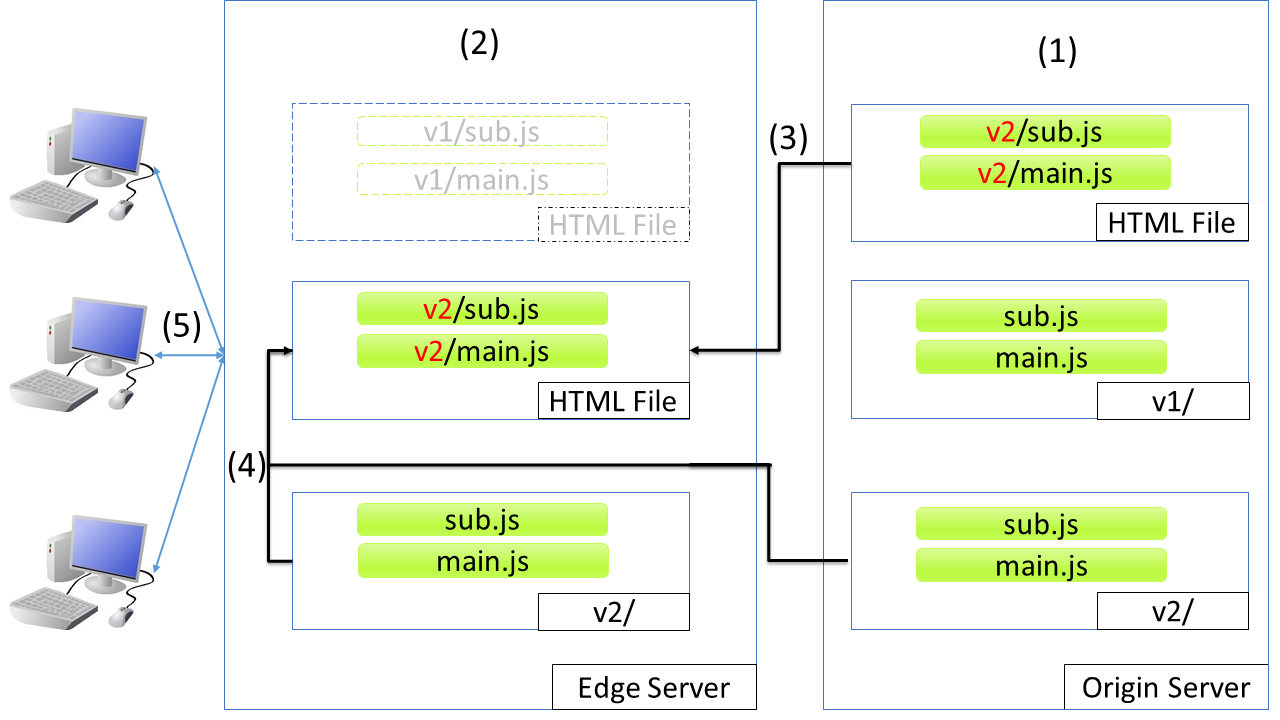 (2)
v1/sub.js
v1/main.js
HTML File
v2/sub.js
v2/main.js
HTML File
sub.js
main.js
v2/
Edge Server
(1)
v2/sub.js
v2/main.js
HTML File
sub.js
main.js
v1/
sub.js
main.js
v2/
Origin Server
(3)
(4)
(5)